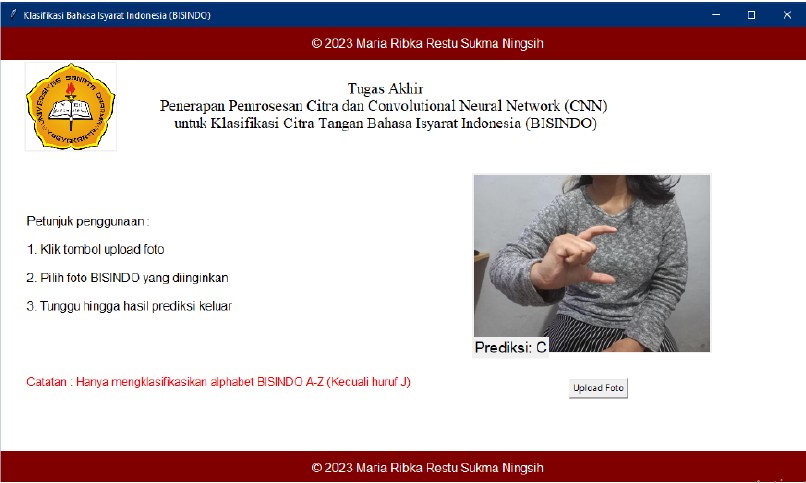 Klasifikasi Bahasa Isyarat Indonesia (BISINDO)
© 2023 Maria Ribka Restu Sukma Ningsih
UNIVERSITAS SANATA DHARMA
YOGYAKARTA
Tugas Akhir
Penerapan Pemrosesan Citra dan Convolutional Neural Network (CNN)
untuk Klasifikasi Citra Tangan Bahasa Isyarat Indonesia (BISINDO)
Petunjuk penggunaan :
1. Klik tombol upload foto
2. Pilih foto BISINDO yang diinginkan
3. Tunggu hingga hasil prediksi keluar
Prediksi: C
Catatan : Hanya mengklasifikasikan alphabet BISINDO A-Z (Kecuali huruf J)
Upload Foto
© 2023 Maria Ribka Restu Sukma Ningsih